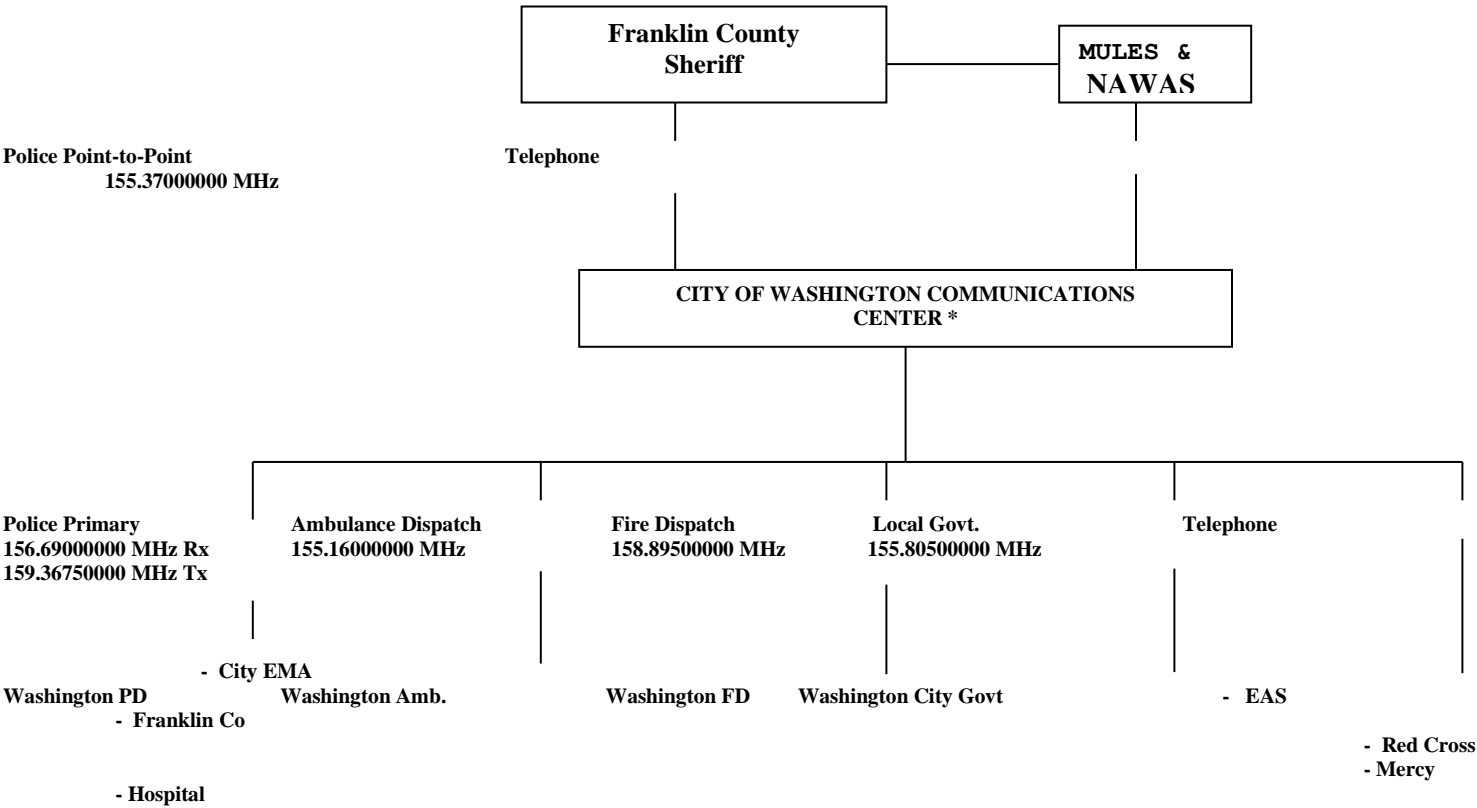 Franklin County
Sheriff
MULES &
NAWAS
Police Point-to-Point
Telephone
155.37000000 MHz
CITY OF WASHINGTON COMMUNICATIONS
CENTER *
Police Primary Ambulance Dispatch Fire Dispatch Local Govt. Telephone
156.69000000 MHz Rx 155.16000000 MHz 158.89500000 MHz 155.80500000 MHz
159.36750000 MHz Tx
- City EMA
Washington PD Washington Amb. Washington FD Washington City Govt - EAS
- Franklin Co
- Red Cross
- Mercy
- Hospital